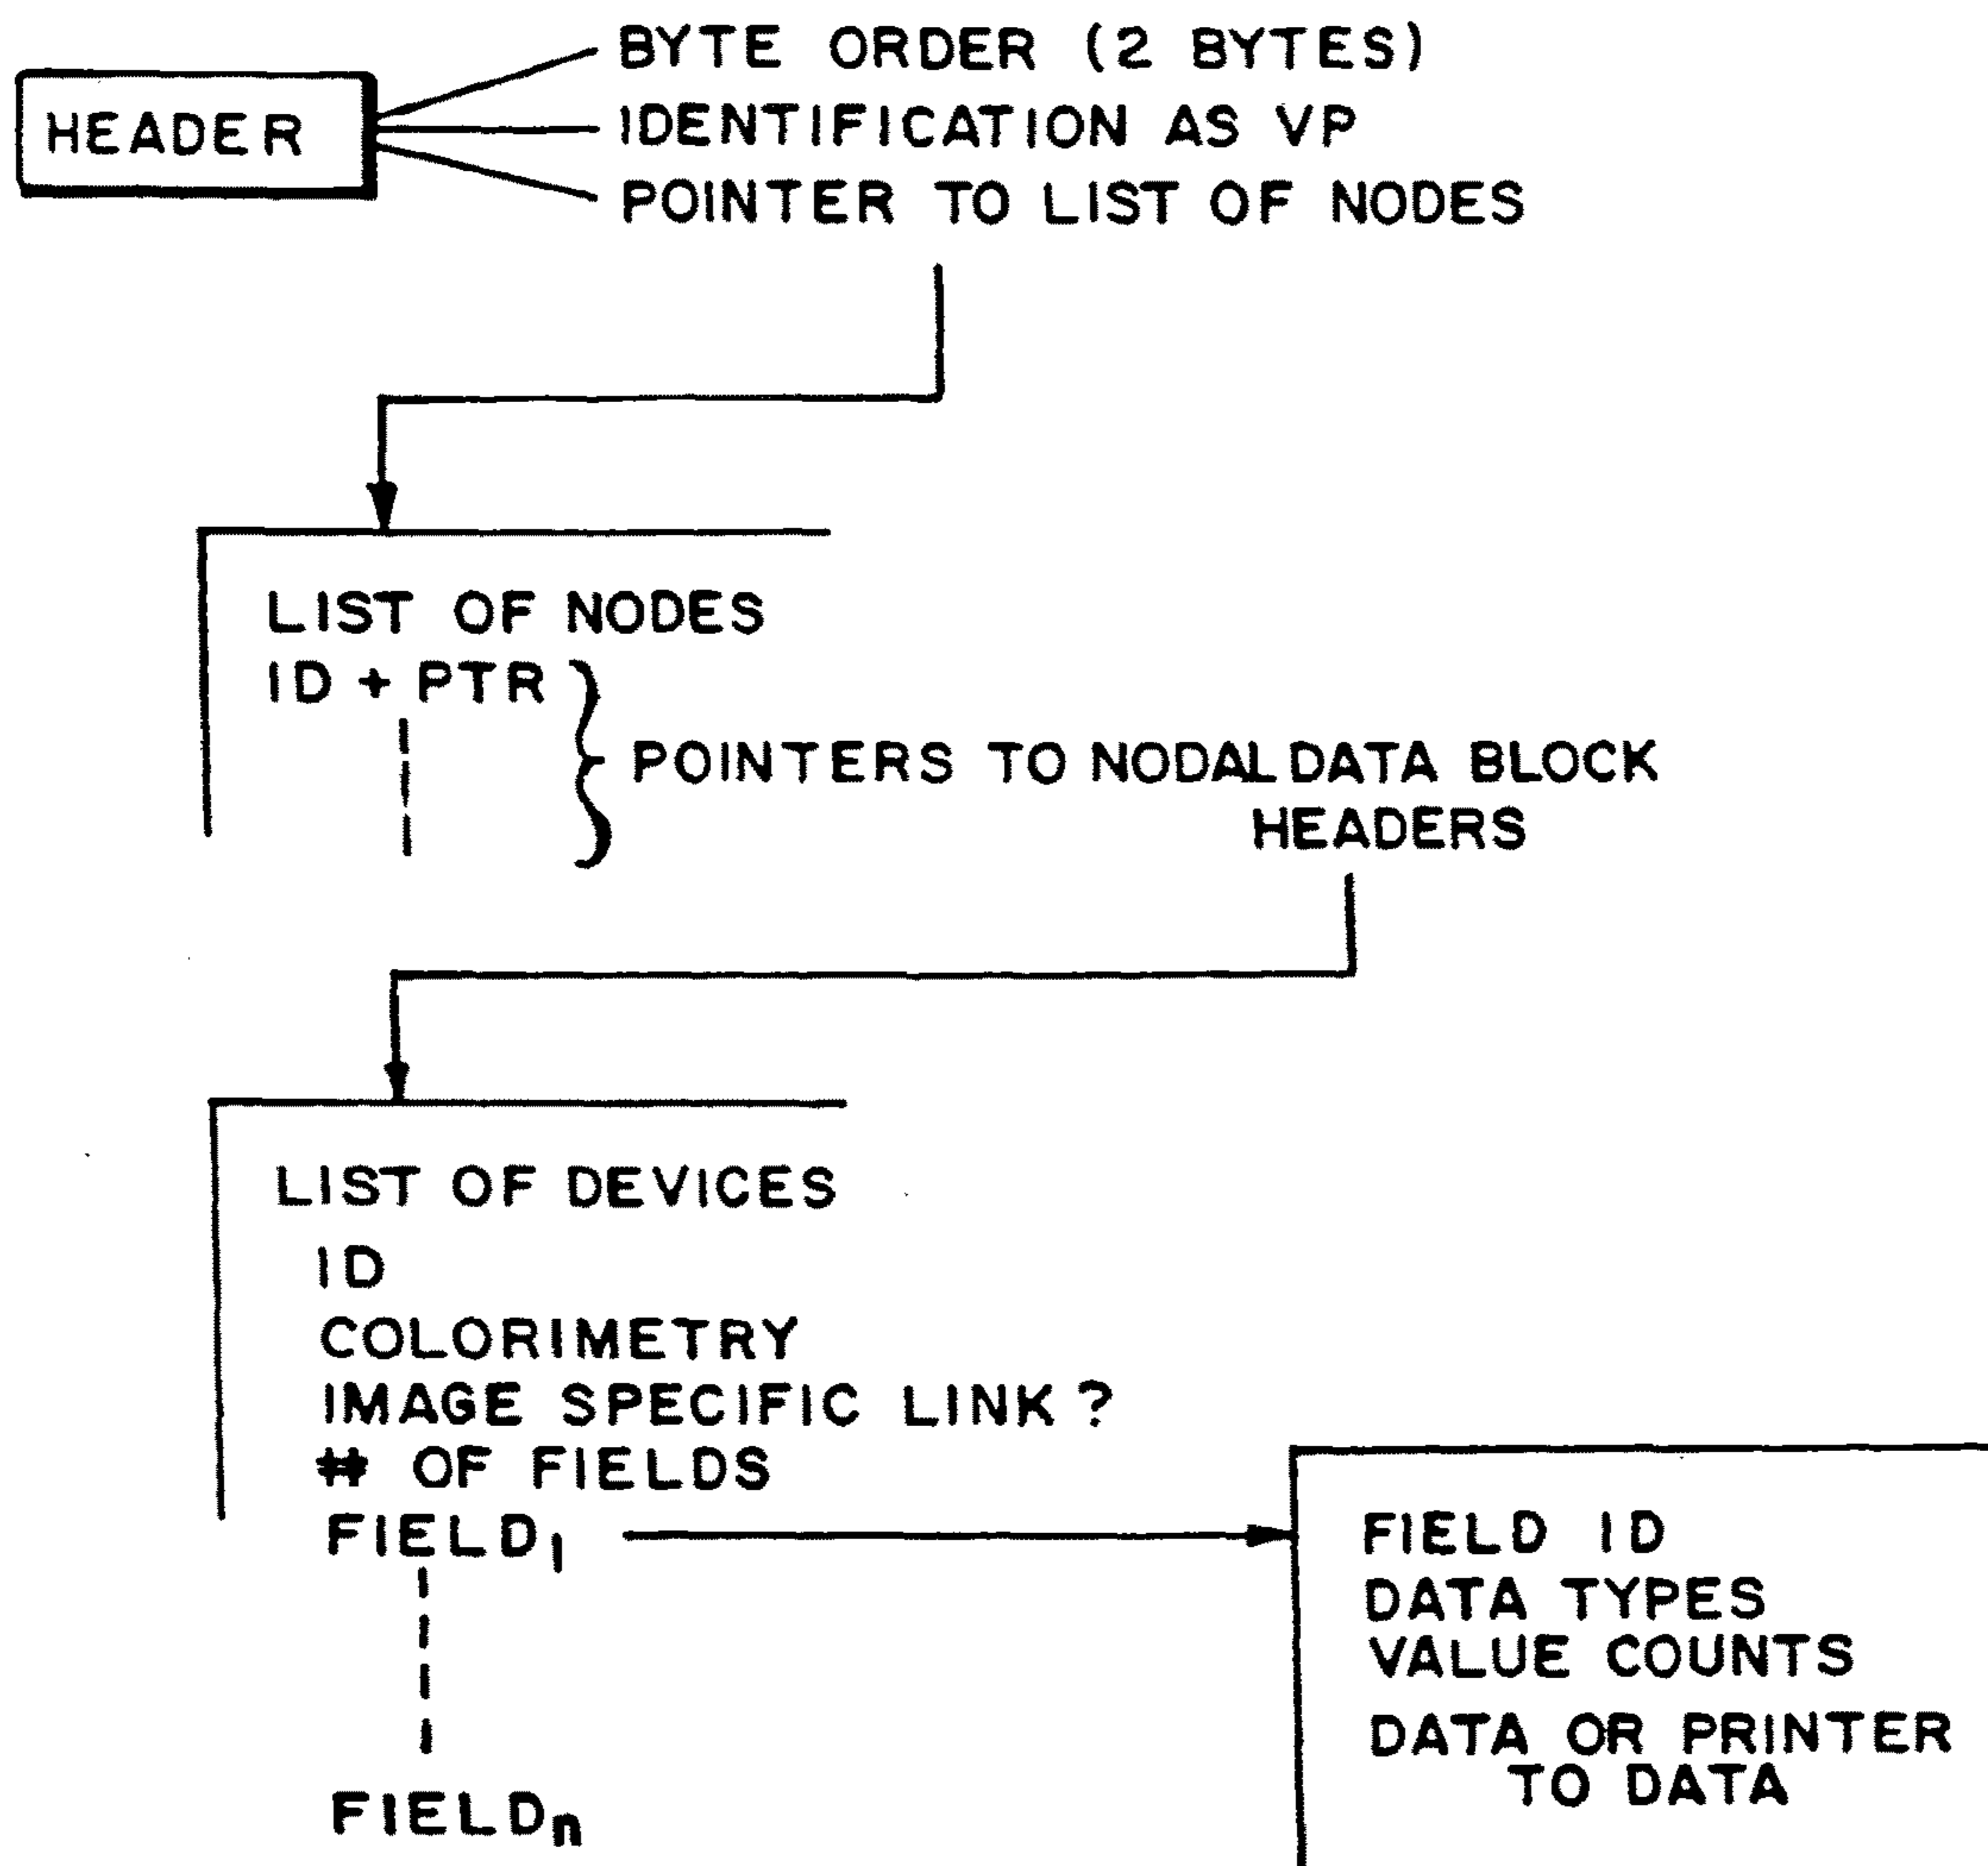 HEADER
BYTE ORDER (2 BYTES)
IDENTIFICATION AS VP
POINTER TO LIST OF NODES
LIST OF NODES
ID + PTR
POINTERS TO NODAL DATA BLOCK
HEADERS
LIST OF DEVICES
ID
COLORIMETRY
IMAGE SPECIFIC LINK ?
# OF FIELDS
FIELD1
FIELDn
FIELD ID
DATA TYPES
VALUE COUNTS
DATA OR PRINTER
TO DATA